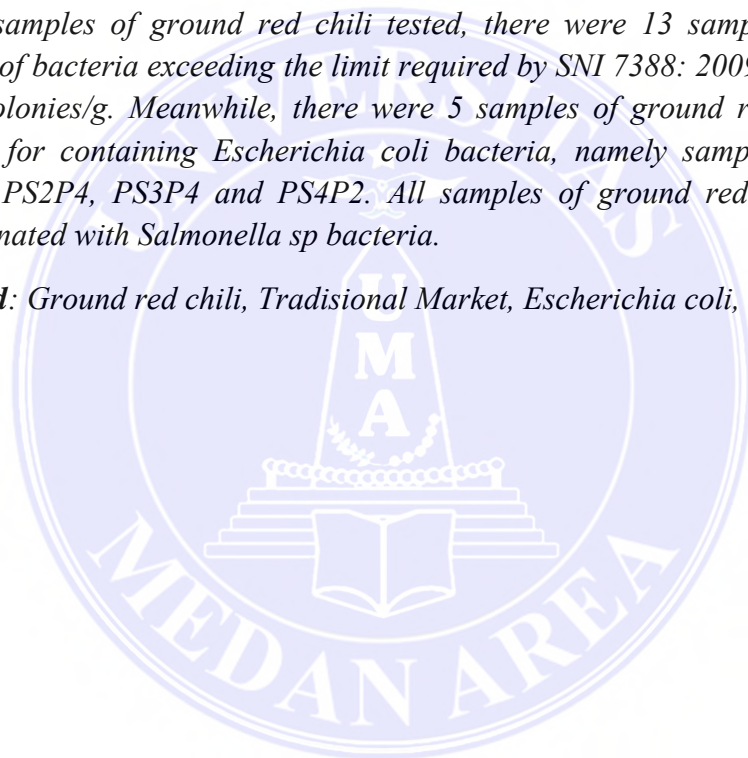 samples of ground red chili tested, there were 13 samp
of bacteria exceeding the limit required by SNI 7388: 2009
olonies/g. Meanwhile, there were 5 samples of ground r
for containing Escherichia coli bacteria, namely samp
PS2P4, PS3P4 and PS4P2. All samples of ground red
nated with Salmonella sp bacteria.
d: Ground red chili, Tradisional Market, Escherichia coli,
UNIVERSITAS
UMA
MEDAN AREA